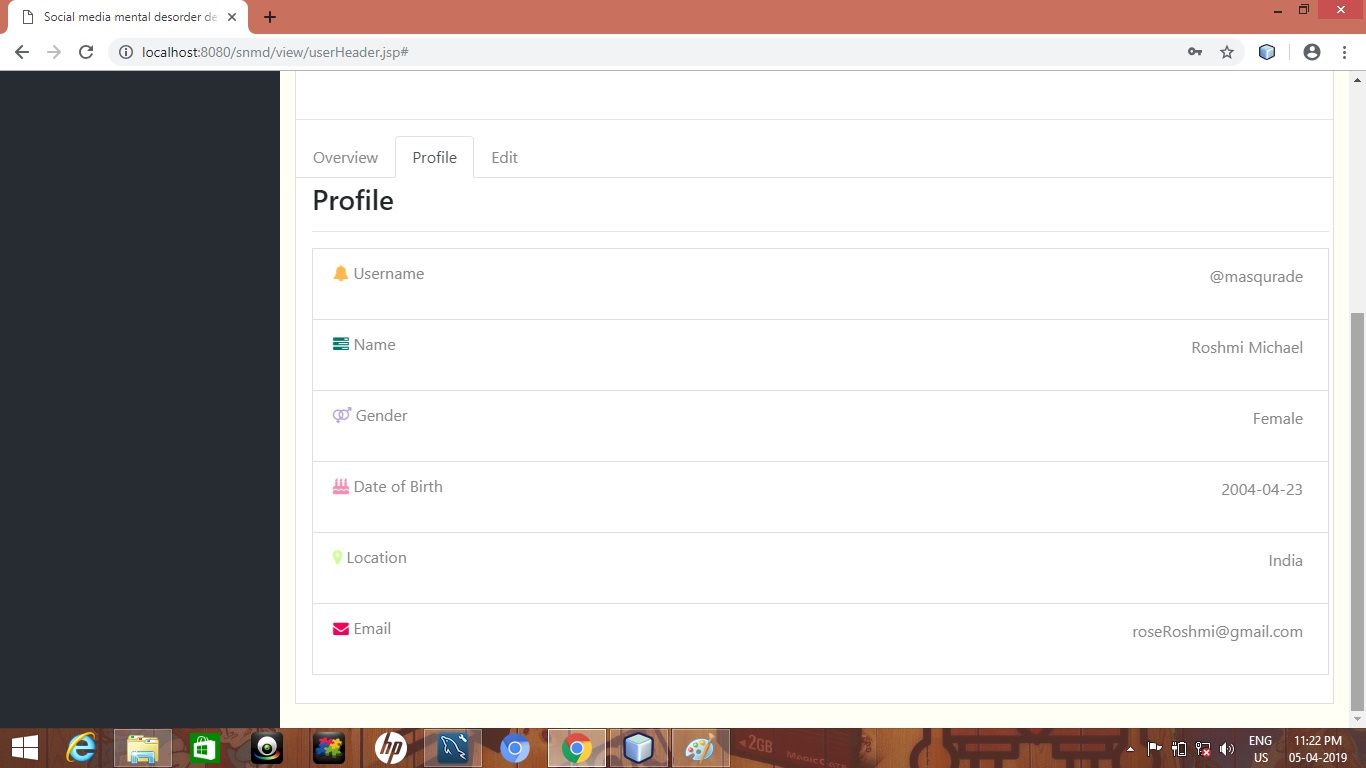 Social media mental desorder de
localhost:8080/snmd/view/userHeader.jsp#
Overview Profile Edit
Profile
Username @masqurade
Name Roshmi Michael
Gender Female
Date of Birth 2004-04-23
Location India
Email roseRoshmi@gmail.com
hp 2GB ENG 11:22 PM
US 05-04-2019